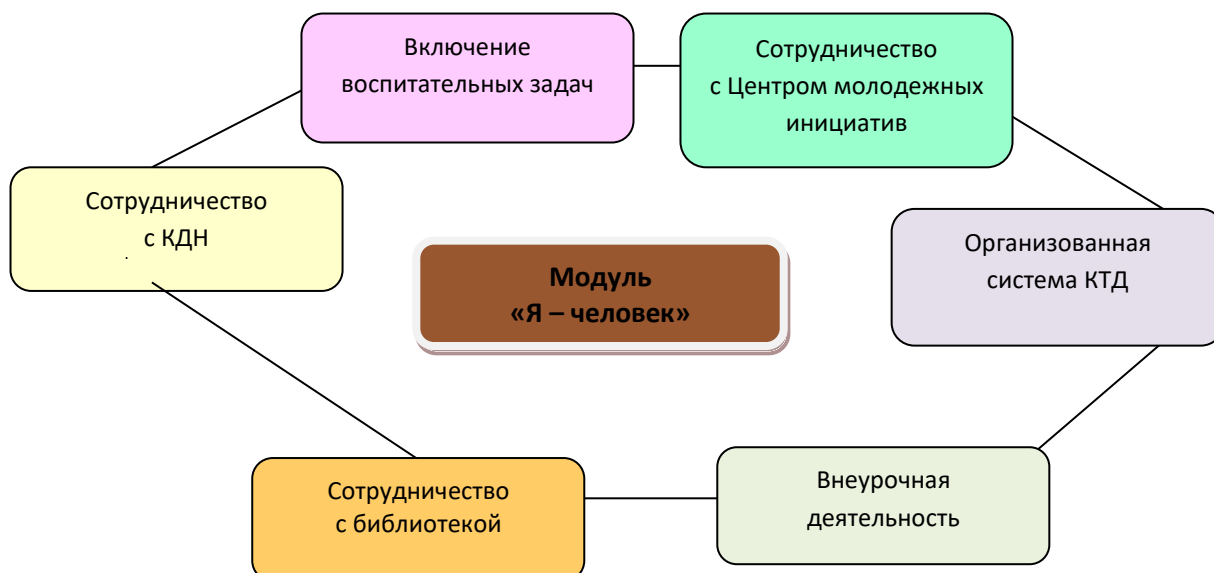 Включение
воспитательных задач
Сотрудничество
с Центром молодежных
инициатив
Сотрудничество
с КДН
.
Модуль
«Я – человек»
Организованная
система КТД
Сотрудничество
с библиотекой
Внеурочная
деятельность